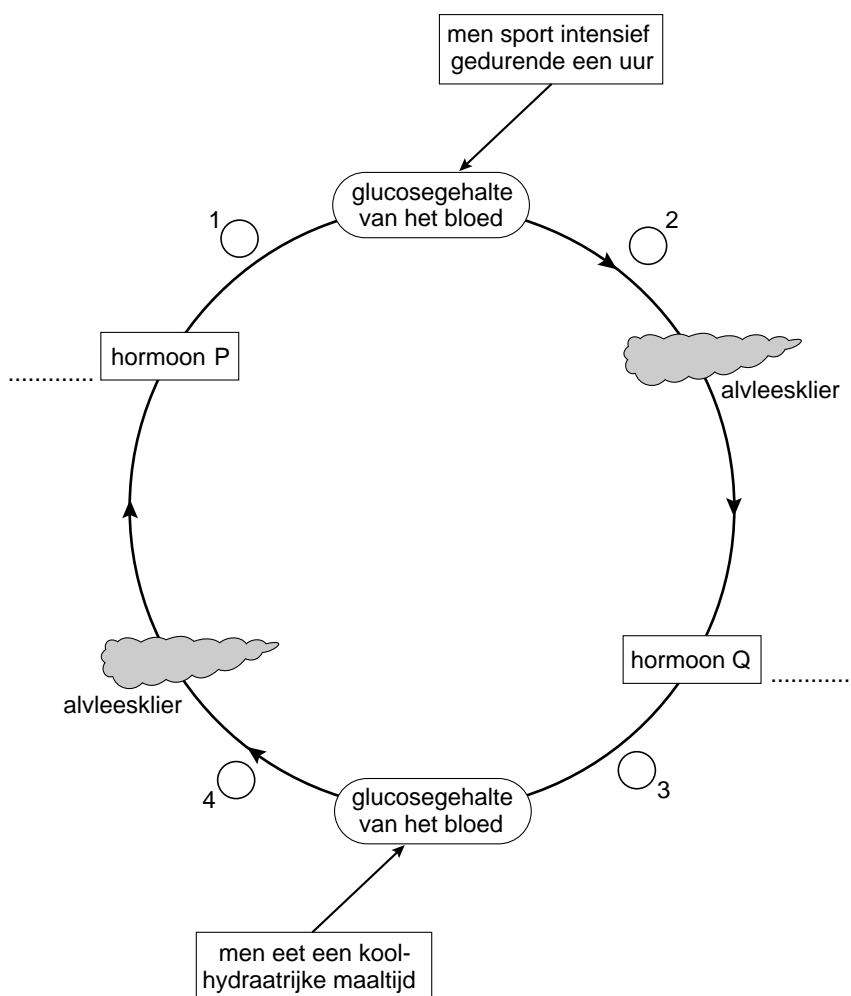 men sport intensief
gedurende een uur
glucosegehalte
van het bloed
1
2
hormoon P
.............
alvleesklier
hormoon Q
............
alvleesklier
4
3
glucosegehalte
van het bloed
men eet een kool-
hydraatrijke maaltijd